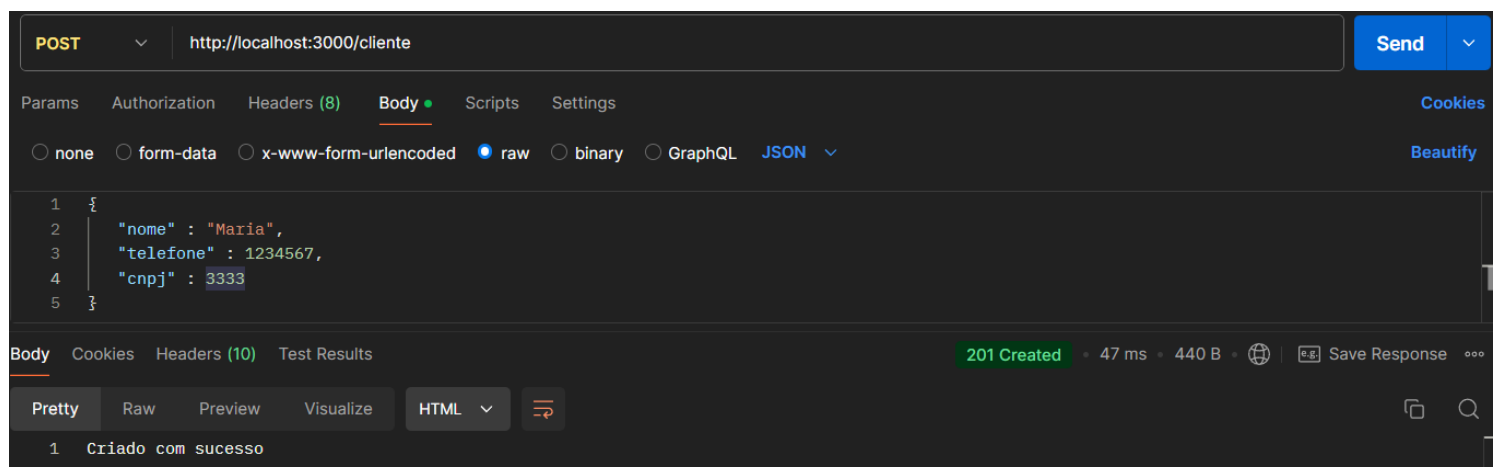 POST http://localhost:3000/cliente Send
Params Authorization Headers (8) Body Scripts Settings Cookies
none form-data x-www-form-urlencoded raw binary GraphQL JSON Beautify
1 {
2 "nome" : "Maria",
3 "telefone" : 1234567,
4 "cnpj" : 3333
5 }
Body Cookies Headers (10) Test Results 201 Created • 47 ms • 440 B • e.g. Save Response
Pretty Raw Preview Visualize HTML
1 Criado com sucesso